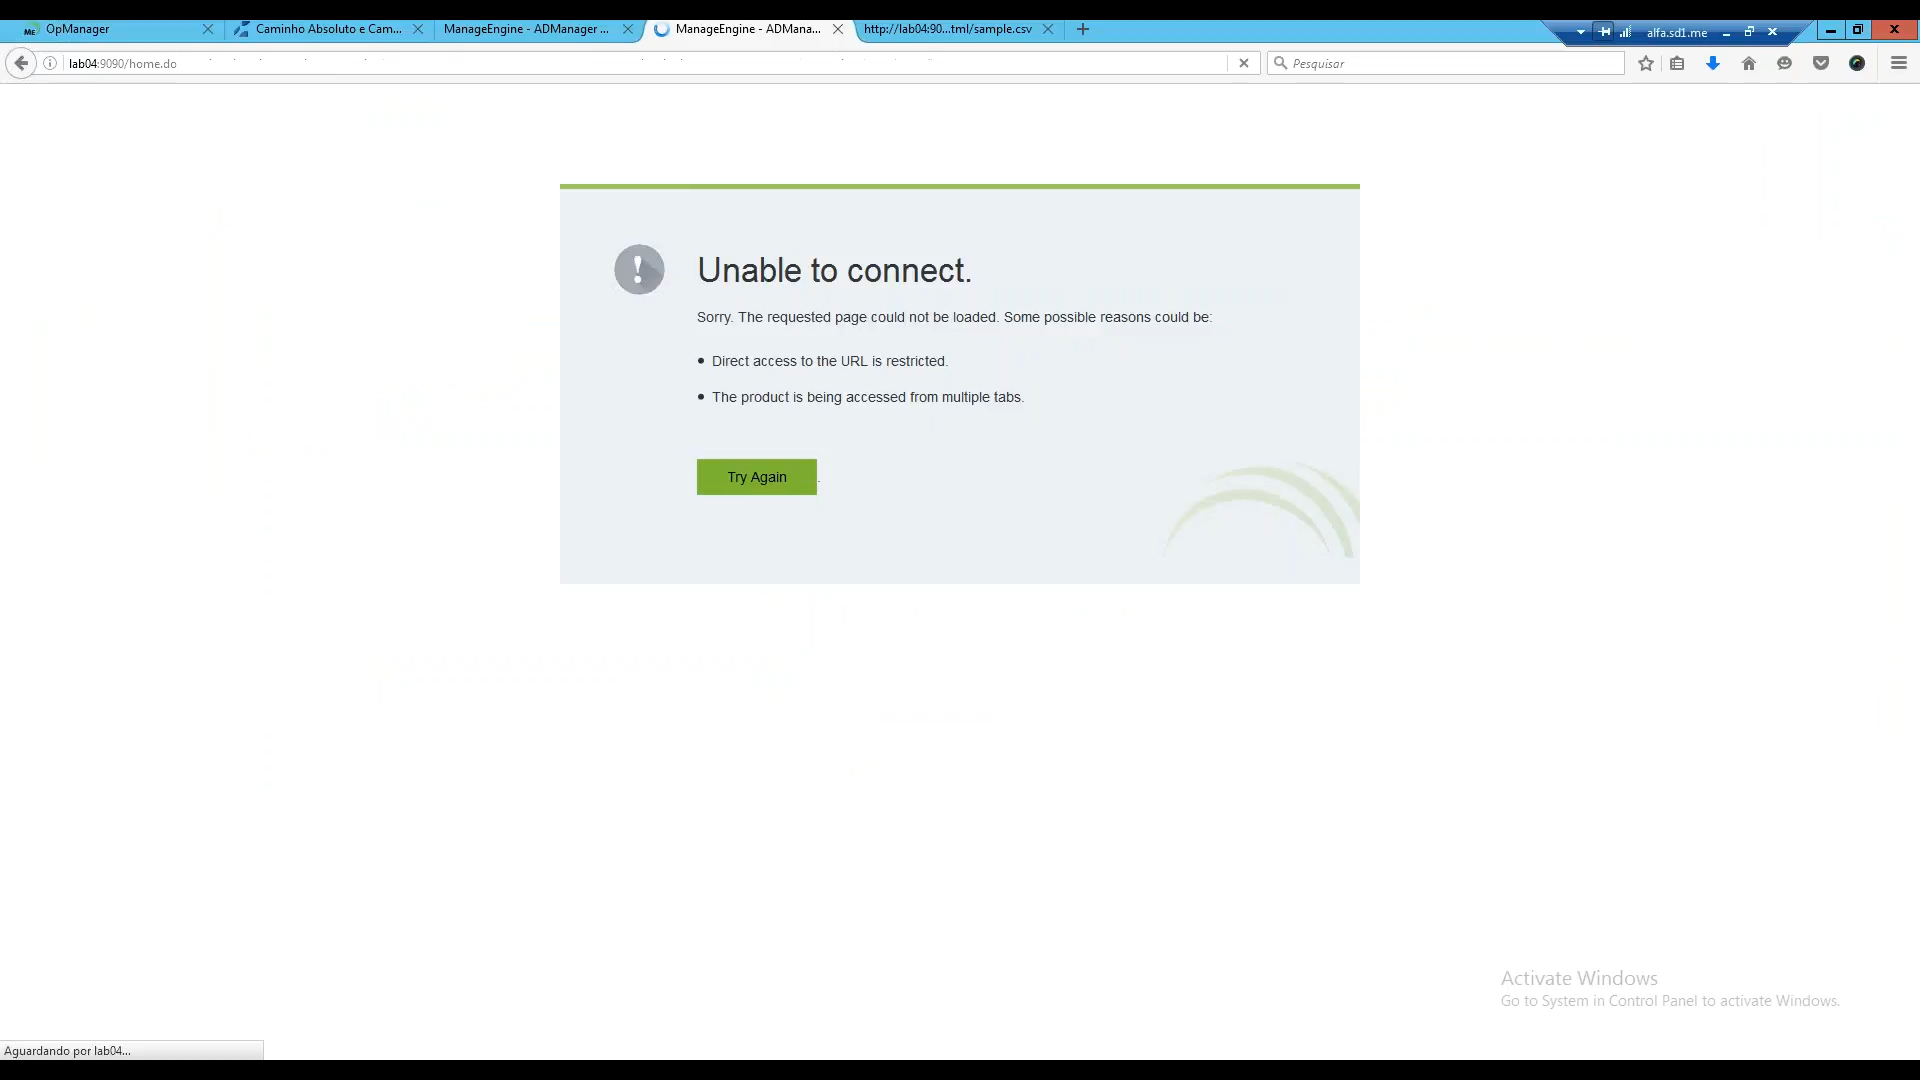 OpManager
Caminho Absoluto e Cam...
ManageEngine - ADManager ...
ManageEngine - ADMana...
http://lab04:90...tml/sample.csv
alfa.sd1.me
lab04:9090/home.do
Pesquisar
Unable to connect.
Sorry. The requested page could not be loaded. Some possible reasons could be:
• Direct access to the URL is restricted.
• The product is being accessed from multiple tabs.
Try Again
.
Activate Windows
Go to System in Control Panel to activate Windows.
Aguardando por lab04...